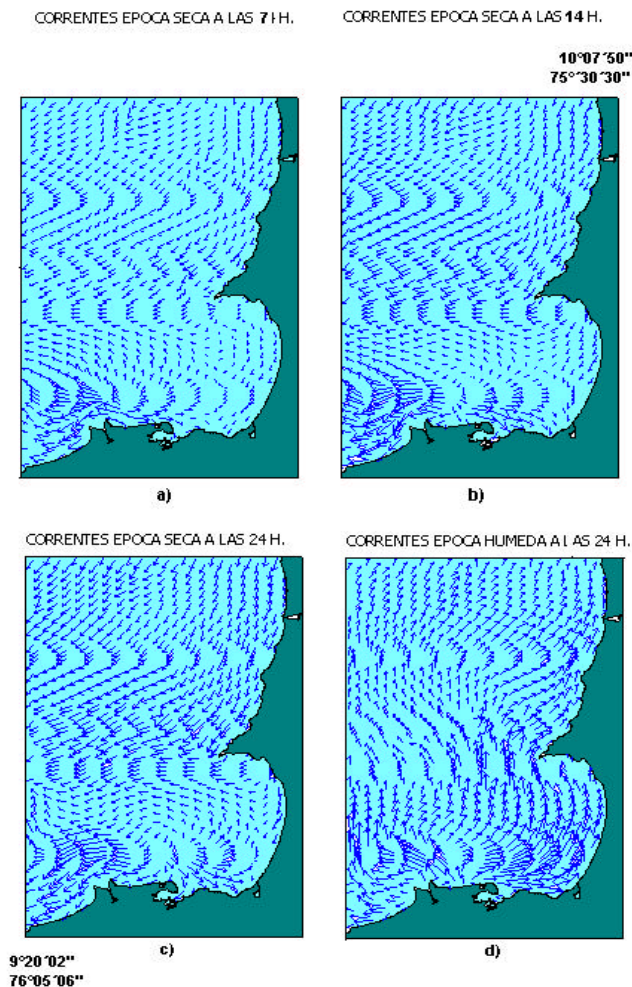 CORRENTES EPOCA SECA A LAS 7 H.
CORRENTES EPOCA SECA A LAS 14 H.
10°07´50"
75°´30´30"
a)
b)
CORRENTES EPOCA SECA A LAS 24 H.
CORRENTES EPOCA HUMEDA A LAS 24 H.
c)
d)
9°20´02"
76°05´06"